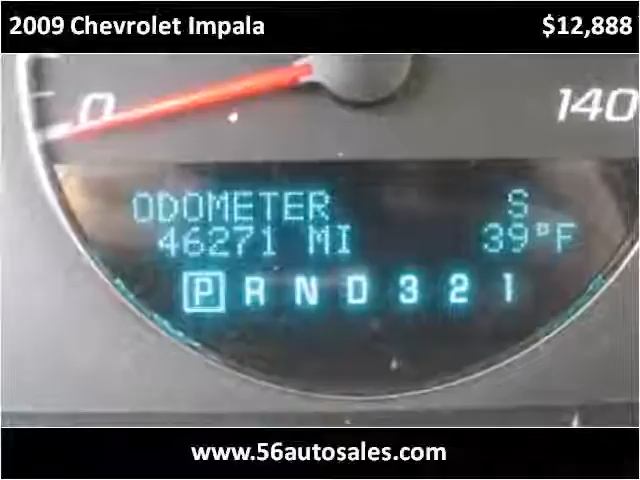 2009 Chevrolet Impala $12,888
0 140
ODOMETER S
46271 MI 39°F
P R N D 3 2 1
www.56autosales.com